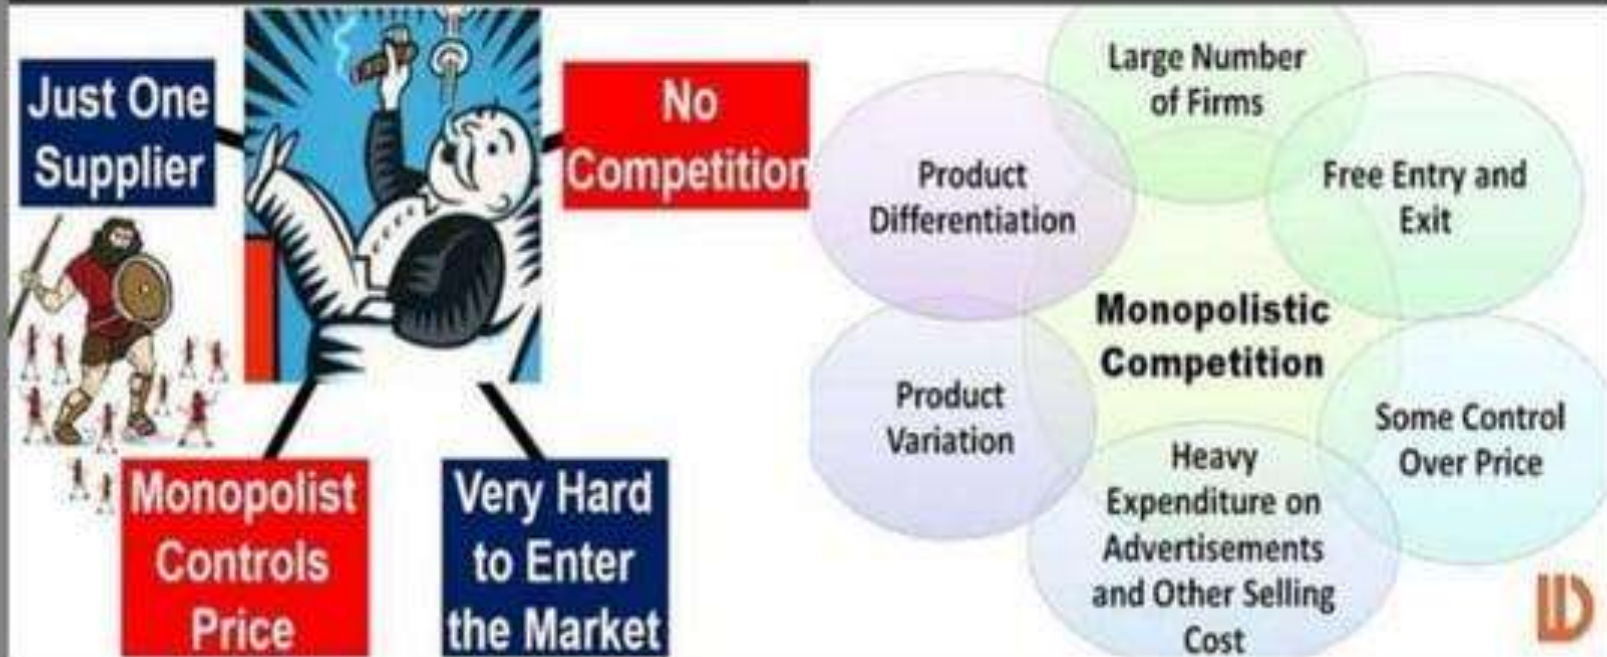 Just One
Supplier
No
Competition
Monopolist
Controls
Price
Very Hard
to Enter
the Market
Large Number
of Firms
Product
Differentiation
Free Entry and
Exit
Monopolistic
Competition
Product
Variation
Some Control
Over Price
Heavy
Expenditure on
Advertisements
and Other Selling
Cost